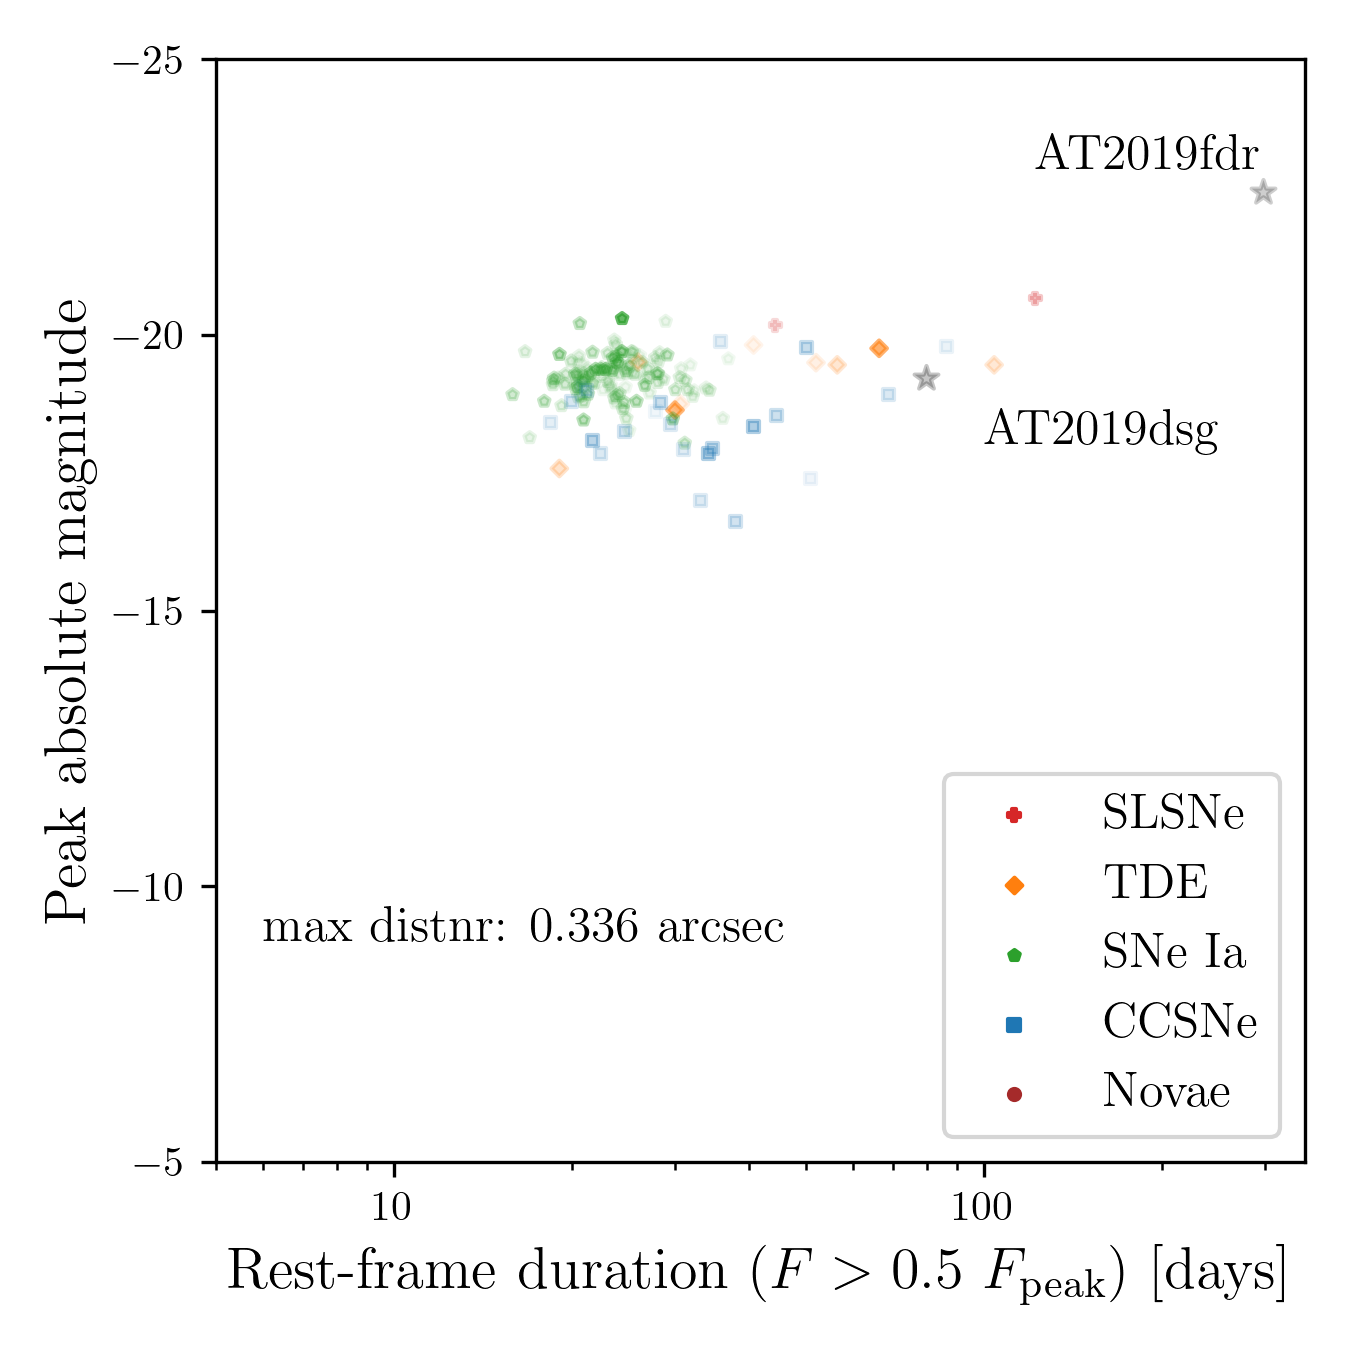 −25
−20
−15
−10
−5
Peak absolute magnitude
AT2019fdr
AT2019dsg
max distnr: 0.336 arcsec
SLSNe
TDE
SNe Ia
CCSNe
Novae
10 100
Rest-frame duration (F > 0.5 F_peak) [days]